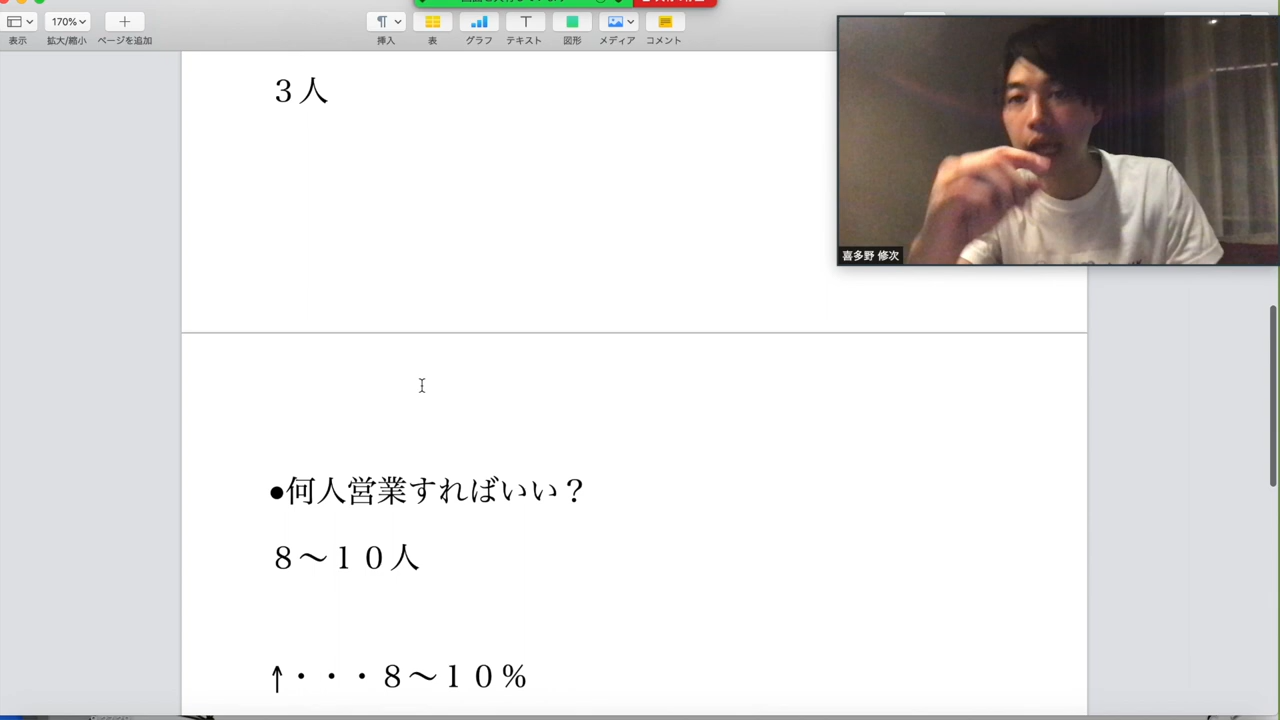 170%
表示
拡大/縮小
ページを追加
挿入
表
グラフ
テキスト
図形
メディア
コメント
喜多野 修次
３人
●何人営業すればいい？
８〜１０人
↑・・・８〜１０%